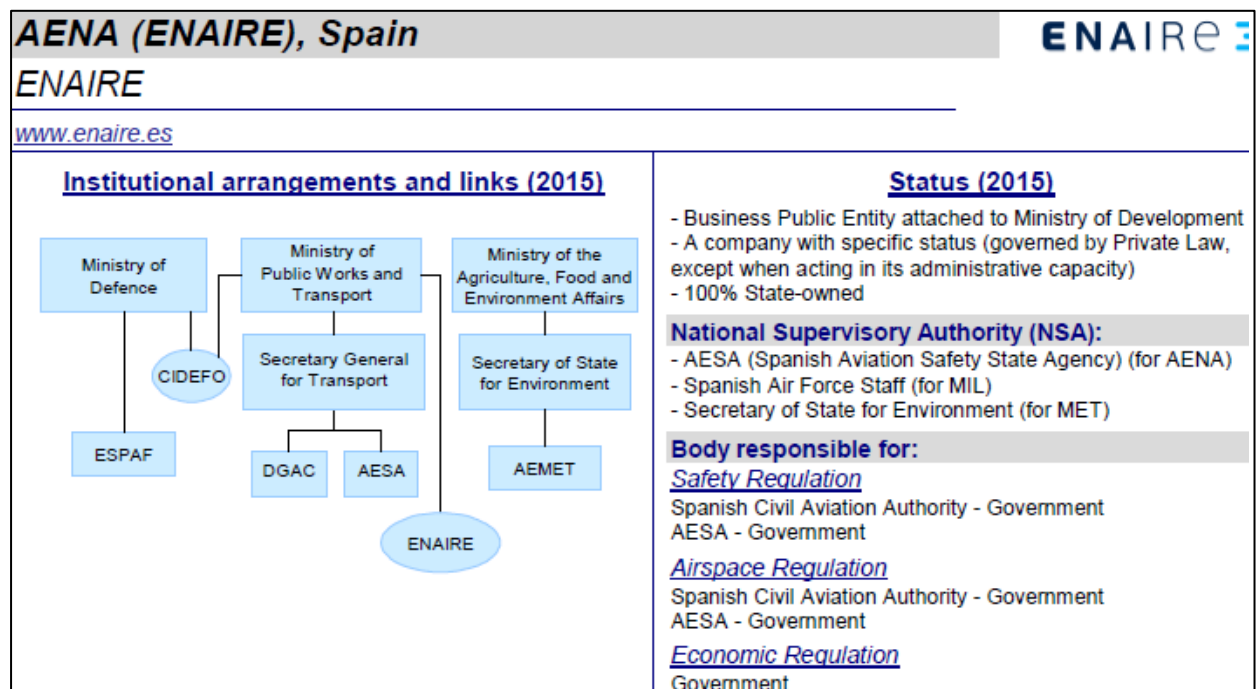 AENA (ENAIRE), Spain
ENAIRE
ENAIRE
www.enaire.es
Institutional arrangements and links (2015)
Ministry of
Defence
Ministry of
Public Works and
Transport
Ministry of the
Agriculture, Food and
Environment Affairs
CIDEFO
Secretary General
for Transport
Secretary of State
for Environment
ESPAF
DGAC
AESA
AEMET
ENAIRE
Status (2015)
- Business Public Entity attached to Ministry of Development
- A company with specific status (governed by Private Law,
except when acting in its administrative capacity)
- 100% State-owned
National Supervisory Authority (NSA):
- AESA (Spanish Aviation Safety State Agency) (for AENA)
- Spanish Air Force Staff (for MIL)
- Secretary of State for Environment (for MET)
Body responsible for:
Safety Regulation
Spanish Civil Aviation Authority - Government
AESA - Government
Airspace Regulation
Spanish Civil Aviation Authority - Government
AESA - Government
Economic Regulation
Government